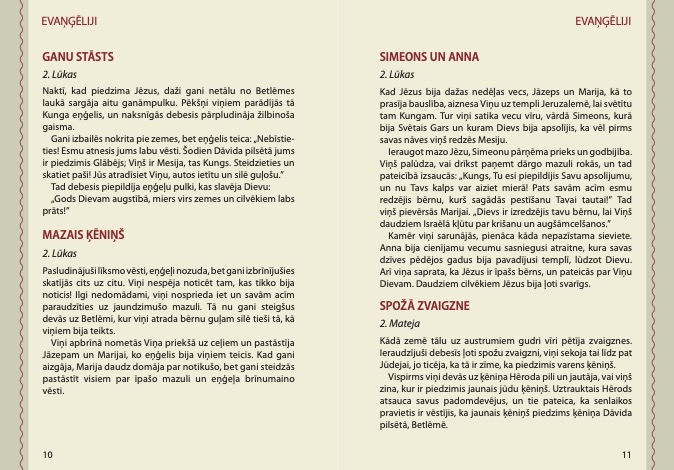 EVAŅĢĒLIJI
GANU STĀSTS
2. Lūkas
Naktī, kad piedzima Jēzus, daži gani netālu no Betlēmes
laukā sargāja aitu ganāmpulku. Pēkšņi viņiem parādījās tā
Kunga eņģelis, un naksnīgās debesis pārpludināja žilbinoša
gaisma.
Gani izbailēs nokrita pie zemes, bet eņģelis teica: „Nebīstie-
ties! Esmu atnesis jums labu vēsti. Šodien Dāvida pilsētā jums
ir piedzimis Glābējs; Viņš ir Mesija, tas Kungs. Steidzieties un
skatiet paši! Jūs atradīsiet Viņu, autos ietītu un silē guļošu.”
Tad debesis piepildīja eņģeļu pulki, kas slavēja Dievu:
„Gods Dievam augstībā, miers virs zemes un cilvēkiem labs
prāts!”
MAZAIS ĶĒNIŅŠ
2. Lūkas
Pasludinājuši līksmo vēsti, eņģeļi nozuda, bet gani izbrīnījušies
skatījās cits uz citu. Viņi nespēja noticēt tam, kas tikko bija
noticis! Ilgi nedomādami, viņi nosprieda iet un savām acīm
paraudzīties uz jaundzimušo mazuli. Tā nu gani steigšus
devās uz Betlēmi, kur viņi atrada bērnu guļam silē tieši tā, kā
viņiem bija teikts.
Viņi apbrīnā nometās Viņa priekšā uz ceļiem un pastāstīja
Jāzepam un Marijai, ko eņģelis bija viņiem teicis. Kad gani
aizgāja, Marija daudz domāja par notikušo, bet gani steidzās
pastāstīt visiem par īpašo mazuli un eņģeļa brīnumaino
vēsti.
10
EVAŅĢĒLIJI
SIMEONS UN ANNA
2. Lūkas
Kad Jēzus bija dažas nedēļas vecs, Jāzeps un Marija, kā to
prasīja bauslība, aiznesa Viņu uz templi Jeruzalemē, lai svētītu
tam Kungam. Tur viņi satika vecu vīru, vārdā Simeons, kurā
bija Svētais Gars un kuram Dievs bija apsolījis, ka vēl pirms
savas nāves viņš redzēs Mesiju.
Ieraugot mazo Jēzu, Simeonu pārņēma prieks un godbijība.
Viņš palūdza, vai drīkst paņemt dārgo mazuli rokās, un tad
pateicībā izsaucās: „Kungs, Tu esi piepildījis Savu apsolījumu,
un nu Tavs kalps var aiziet mierā! Pats savām acīm esmu
redzējis bērnu, kurš sagādās pestīšanu Tavai tautai!” Tad
viņš pievērsās Marijai. „Dievs ir izredzējis tavu bērnu, lai Viņš
daudziem Israēlā kļūtu par krišanu un augšāmcelšanos.”
Kamēr viņi sarunājās, pienāca kāda nepazīstama sieviete.
Anna bija cienījamu vecumu sasniegusi atraitne, kura savas
dzīves pēdējos gadus bija pavadījusi templī, lūdzot Dievu.
Arī viņa saprata, ka Jēzus ir īpašs bērns, un pateicās par Viņu
Dievam. Daudziem cilvēkiem Jēzus bija ļoti svarīgs.
SPOŽĀ ZVAIGZNE
2. Mateja
Kādā zemē tālu uz austrumiem gudri vīri pētīja zvaigznes.
Ieraudzījuši debesīs ļoti spožu zvaigzni, viņi sekoja tai līdz pat
Jūdejai, jo ticēja, ka tā ir zīme, ka piedzimis varens ķēniņš.
Vispirms viņi devās uz ķēniņa Hēroda pili un jautāja, vai viņš
zina, kur ir piedzimis jaunais jūdu ķēniņš. Uztrauktais Hērods
atsauca savus padomdevējus, un tie pateica, ka senlaikos
pravietis ir vēstījis, ka jaunais ķēniņš piedzims ķēniņa Dāvida
pilsētā, Betlēmē.
11